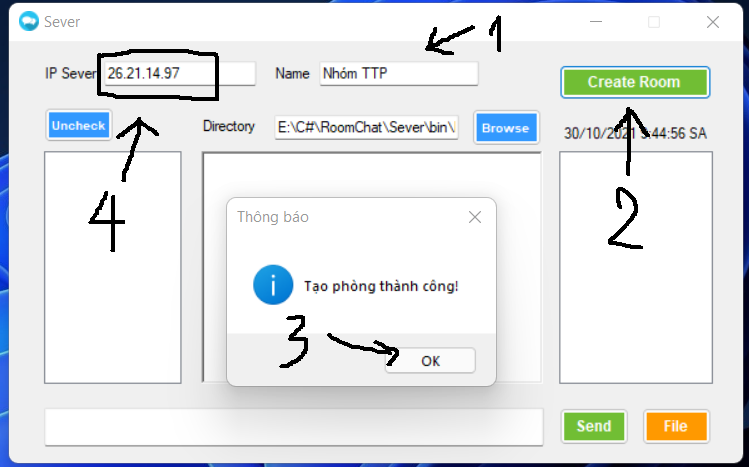 Sever
1
IP Sever 26.21.14.97 Name Nhóm TTP Create Room
Uncheck Directory E:\C#\RoomChat\Sever\bin\ Browse 30/10/2021 :44:56 SA
4
2
Thông báo
Tạo phòng thành công!
3
OK
Send File